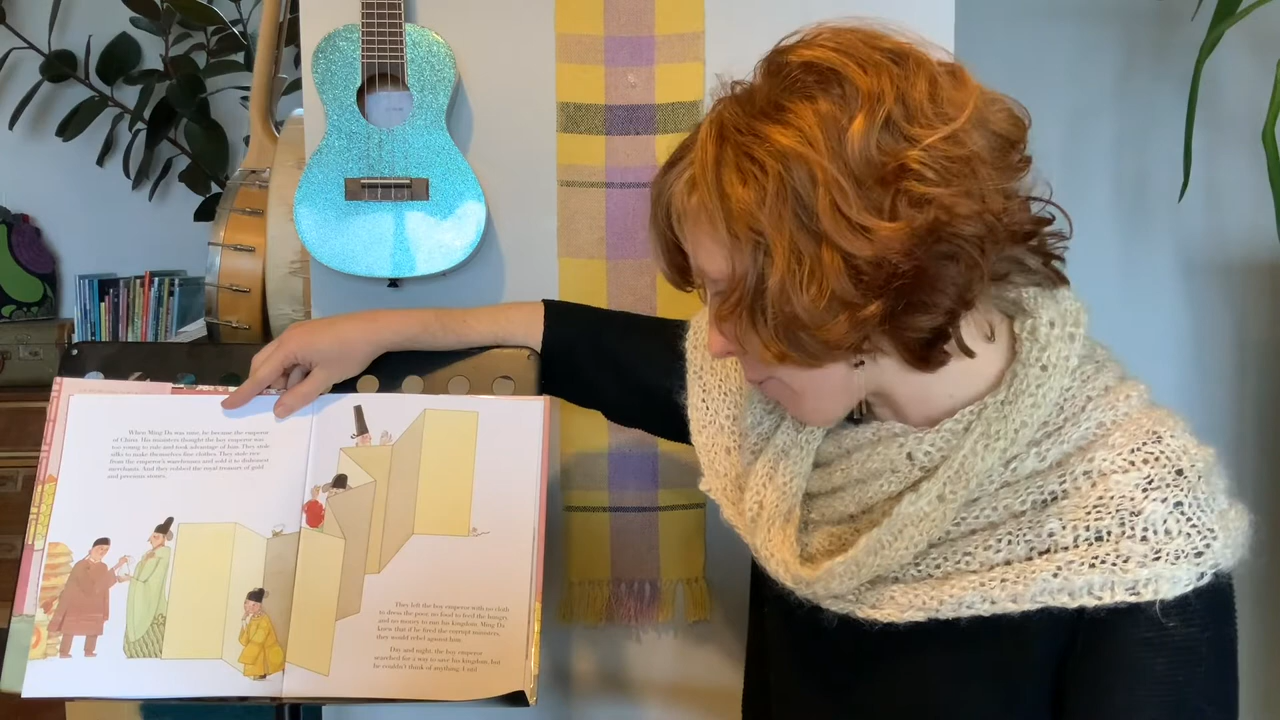 When Ming Da was nine, he became the emperor
of China. His ministers thought the boy emperor was
too young to rule and took advantage of him. They stole
silks to make themselves fine clothes. They stole rice
from the emperor's warehouses and sold it to dishonest
merchants. And they robbed the royal treasury of gold
and precious stones.
They left the boy emperor with no cloth
to dress the poor, no food to feed the hungry,
and no money to run his kingdom. Ming Da
knew that if he fired the corrupt ministers,
they would rebel against him.
Day and night, the boy emperor
searched for a way to save his kingdom, but
he couldn't think of anything. Until